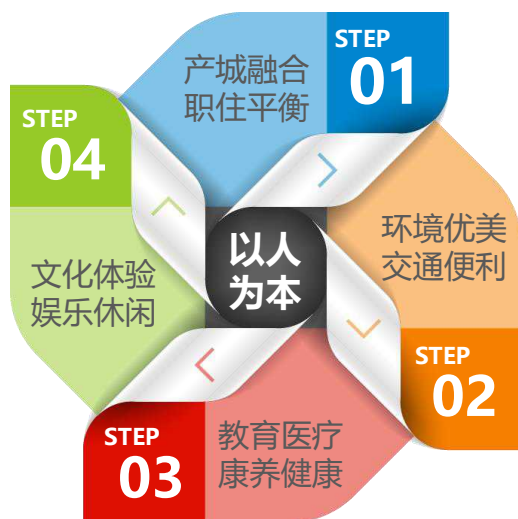 STEP
01
产城融合
职住平衡
环境优美
交通便利
STEP
02
STEP
03
教育医疗
康养健康
STEP
04
文化体验
娱乐休闲
以人
为本